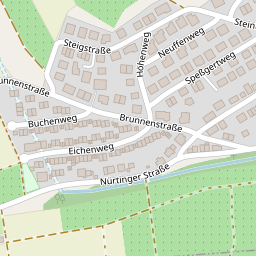 Stein
Steigstraße
Höhenweg
Neuffenweg
Speßgertweg
runnenstraße
Buchenweg
Brunnenstraße
Eichenweg
Nürtinger Straße